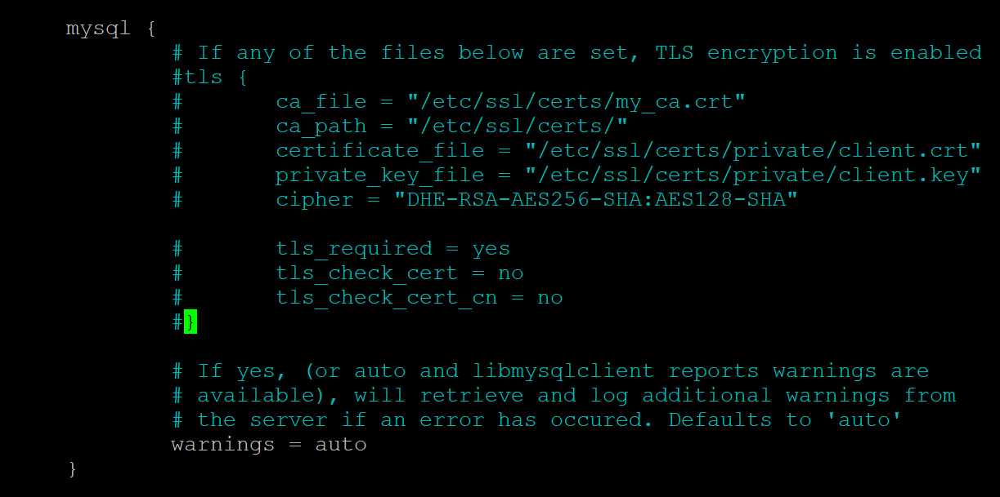 mysql {
# If any of the files below are set, TLS encryption is enabled
#tls {
# ca_file = "/etc/ssl/certs/my_ca.crt"
# ca_path = "/etc/ssl/certs/"
# certificate_file = "/etc/ssl/certs/private/client.crt"
# private_key_file = "/etc/ssl/certs/private/client.key"
# cipher = "DHE-RSA-AES256-SHA:AES128-SHA"
# tls_required = yes
# tls_check_cert = no
# tls_check_cert_cn = no
#}
# If yes, (or auto and libmysqlclient reports warnings are
# available), will retrieve and log additional warnings from
# the server if an error has occured. Defaults to 'auto'
warnings = auto
}